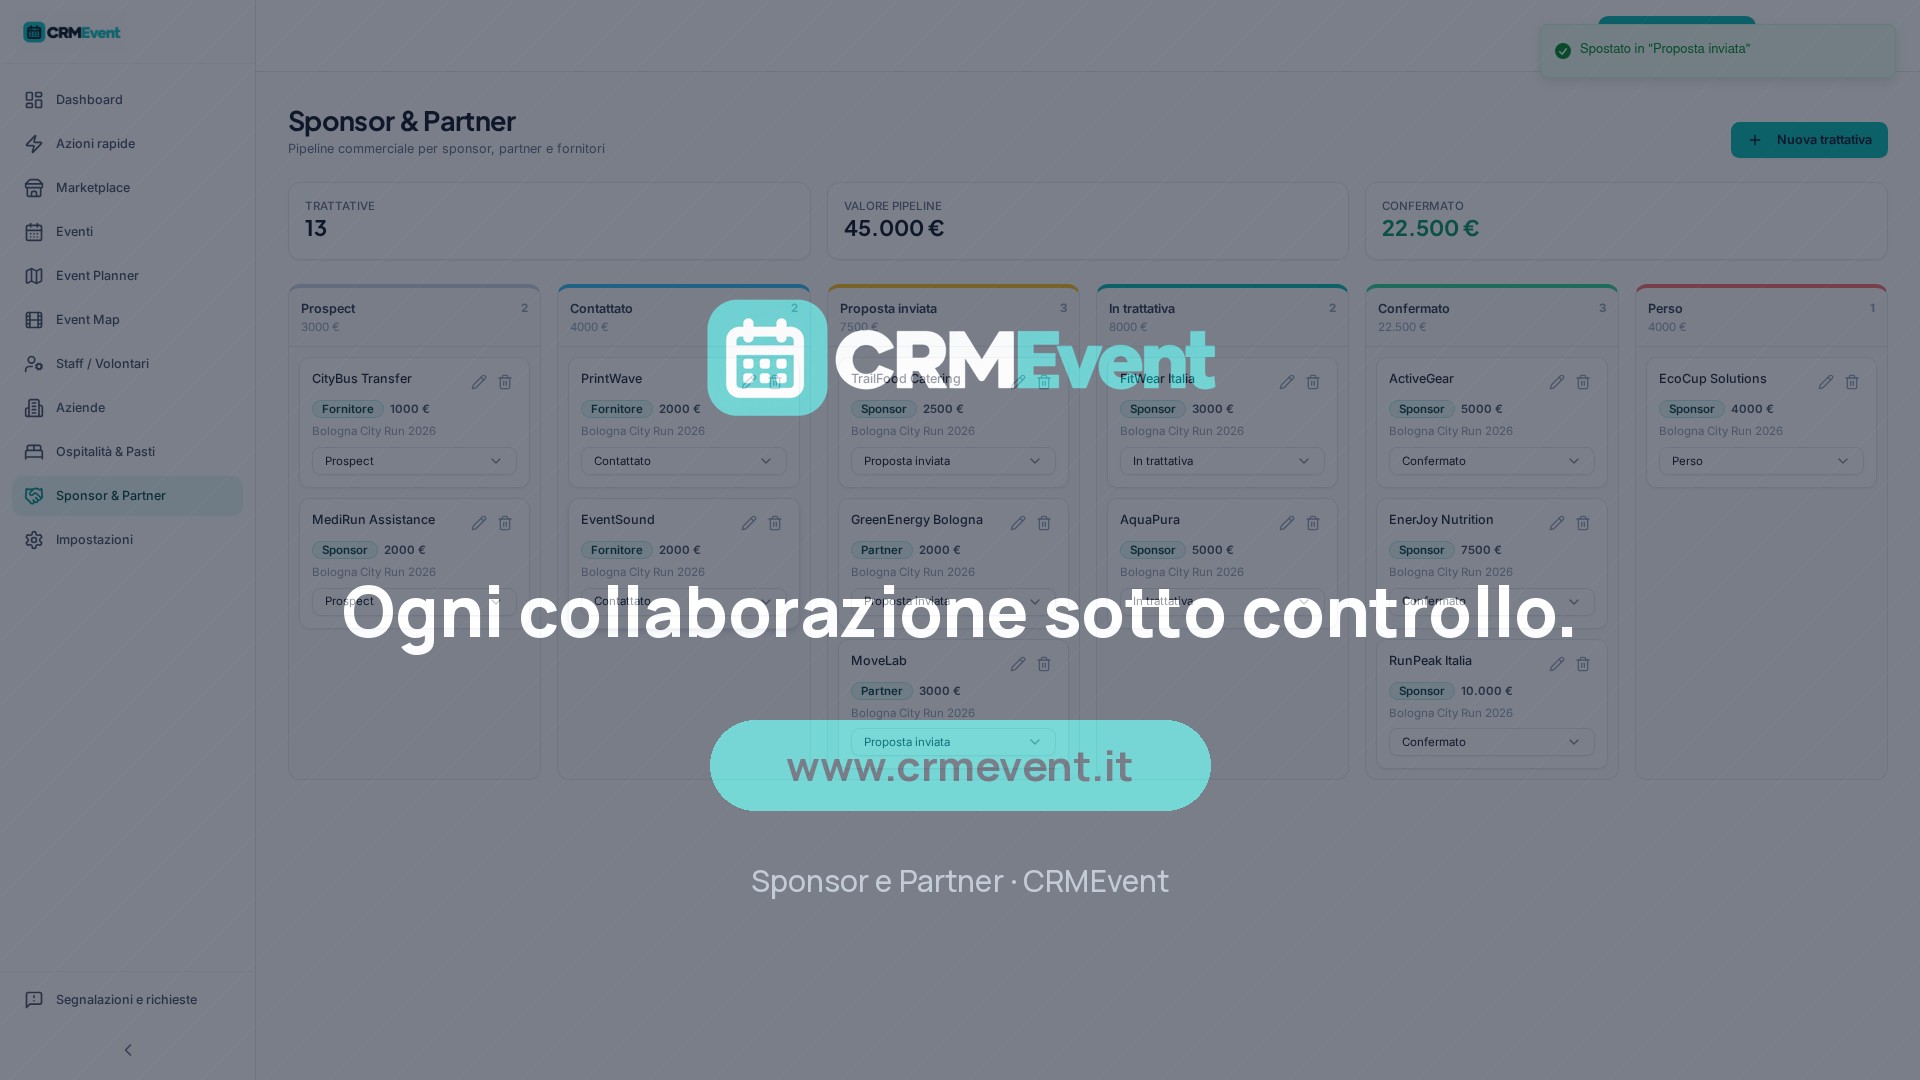 CRMEvent
Dashboard
Azioni rapide
Marketplace
Eventi
Event Planner
Event Map
Staff / Volontari
Aziende
Ospitalità & Pasti
Sponsor & Partner
Impostazioni
Segnalazioni e richieste
Spostato in "Proposta inviata"
Sponsor & Partner
Pipeline commerciale per sponsor, partner e fornitori
+ Nuova trattativa
TRATTATIVE
13
VALORE PIPELINE
45.000 €
CONFERMATO
22.500 €
Prospect 2
3000 €
CityBus Transfer
Fornitore 1000 €
Bologna City Run 2026
Prospect
MediRun Assistance
Sponsor 2000 €
Bologna City Run 2026
Prospect
Contattato 2
4000 €
PrintWave
Fornitore 2000 €
Bologna City Run 2026
Contattato
EventSound
Fornitore 2000 €
Bologna City Run 2026
Contattato
Proposta inviata 3
7500 €
TrailFood Catering
Sponsor 2500 €
Bologna City Run 2026
Proposta inviata
GreenEnergy Bologna
Partner 2000 €
Bologna City Run 2026
Proposta inviata
MoveLab
Partner 3000 €
Bologna City Run 2026
Proposta inviata
In trattativa 2
8000 €
FitWear Italia
Sponsor 3000 €
Bologna City Run 2026
In trattativa
AquaPura
Sponsor 5000 €
Bologna City Run 2026
In trattativa
Confermato 3
22.500 €
ActiveGear
Sponsor 5000 €
Bologna City Run 2026
Confermato
EnerJoy Nutrition
Sponsor 7500 €
Bologna City Run 2026
Confermato
RunPeak Italia
Sponsor 10.000 €
Bologna City Run 2026
Confermato
Perso 1
4000 €
EcoCup Solutions
Sponsor 4000 €
Bologna City Run 2026
Perso
CRMEvent
Ogni collaborazione sotto controllo.
www.crmevent.it
Sponsor e Partner · CRMEvent